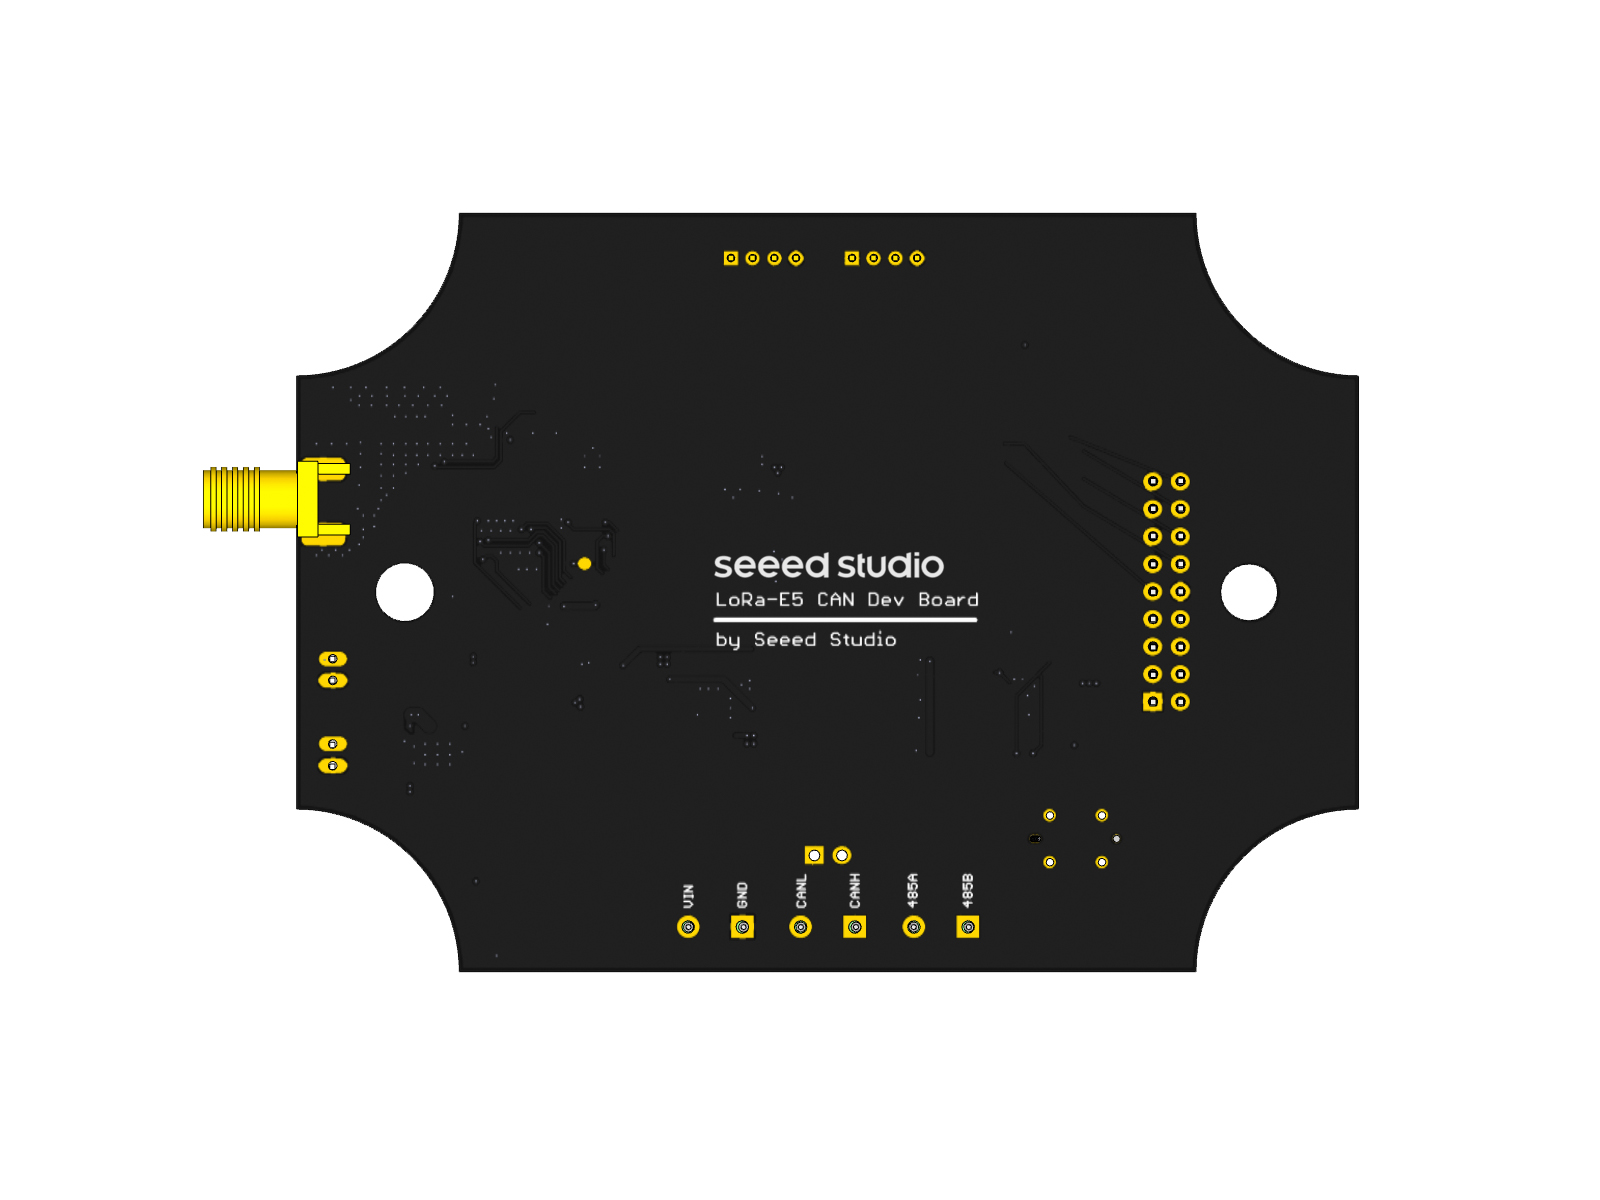 seeed studio
LoRa-E5 CAN Dev Board
by Seeed Studio
VIN
GND
CANL
CANH
485A
485B